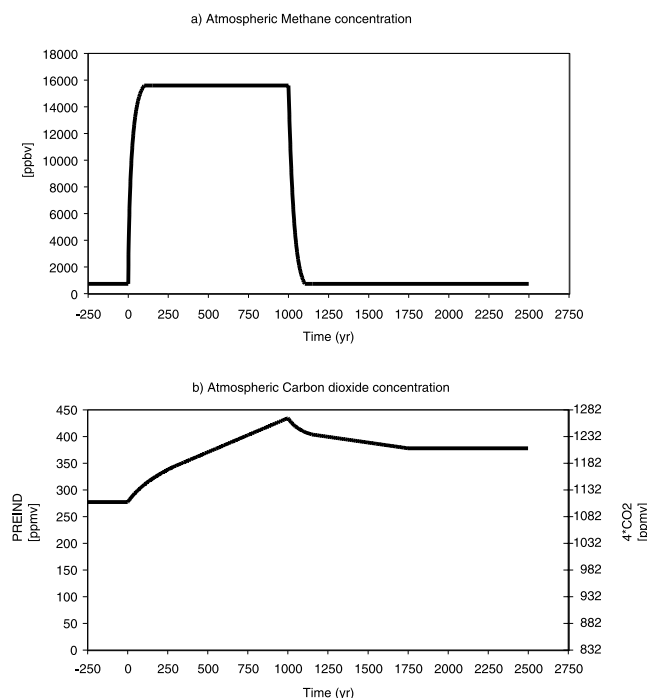 a) Atmospheric Methane concentration
18000
16000
14000
12000
10000
8000
6000
4000
2000
0
[ppbv]
-250 0 250 500 750 1000 1250 1500 1750 2000 2250 2500 2750
Time (yr)
b) Atmospheric Carbon dioxide concentration
450
400
350
300
250
200
150
100
50
0
PREIND
[ppmv]
1282
1232
1182
1132
1082
1032
982
932
882
832
4*CO2
[ppmv]
-250 0 250 500 750 1000 1250 1500 1750 2000 2250 2500 2750
Time (yr)